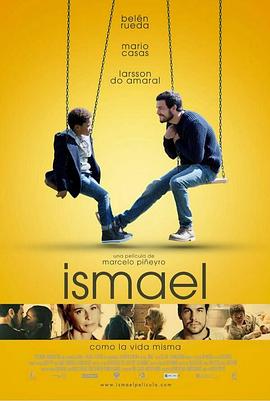 belén
rueda
mario
casas
larsson
do amaral
una película de
marcelo piñeyro
ismael
como la vida misma
www.ismaelpelicula.com